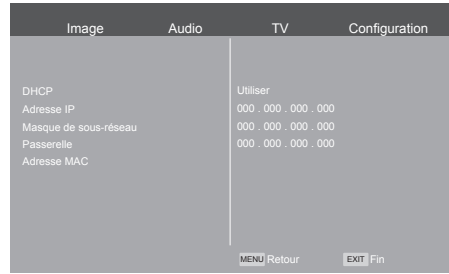 Image Audio TV Configuration
DHCP Utiliser
Adresse IP 000 . 000 . 000 . 000
Masque de sous-réseau 000 . 000 . 000 . 000
Passerelle 000 . 000 . 000 . 000
Adresse MAC
MENU Retour EXIT Fin